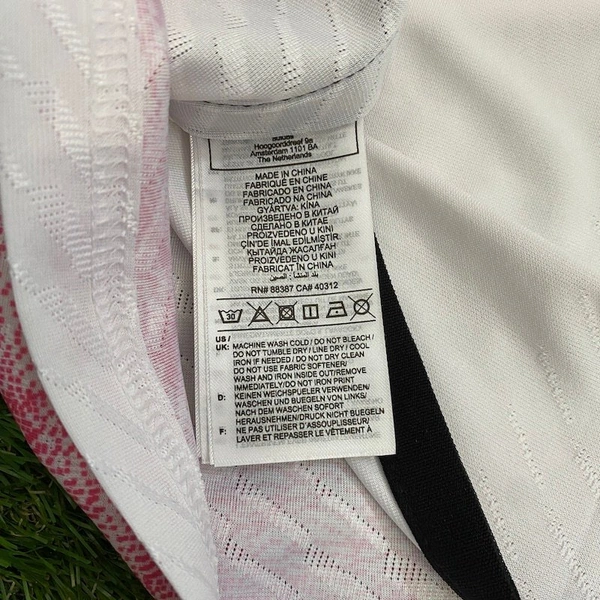 adidas
Hoogoorddreef 9a
Amsterdam 1101 BA
The Netherlands
MADE IN CHINA
FABRIQUÉ EN CHINE
FABRICADO EN CHINA
FABRICADO NA CHINA
GYÁRTVA: KÍNA
ПРОИЗВЕДЕНО В КИТАЙ
СДЕЛАНО В КИТАЕ
PROIZVEDENO U KINI
ÇIN'DE İMAL EDİLMİŞTİR.
ҚЫТАЙДА ЖАСАЛҒАН
PROIZVEDENO U KINI
FABRICAT ÎN CHINA
بلد المنشأ: الصين
RN# 88387 CA# 40312
30
US /
UK: MACHINE WASH COLD / DO NOT BLEACH /
DO NOT TUMBLE DRY / LINE DRY / COOL
IRON IF NEEDED / DO NOT DRY CLEAN
DO NOT USE FABRIC SOFTENER/
WASH AND IRON INSIDE OUT/REMOVE
IMMEDIATELY/DO NOT IRON PRINT
D: KEINEN WEICHSPUELER VERWENDEN/
WASCHEN UND BUEGELN VON LINKS/
NACH DEM WASCHEN SOFORT
HERAUSNEHMEN/DRUCK NICHT BUEGELN
F: NE PAS UTILISER D'ASSOUPLISEUR/
LAVER ET REPASSER LE VÊTEMENT À